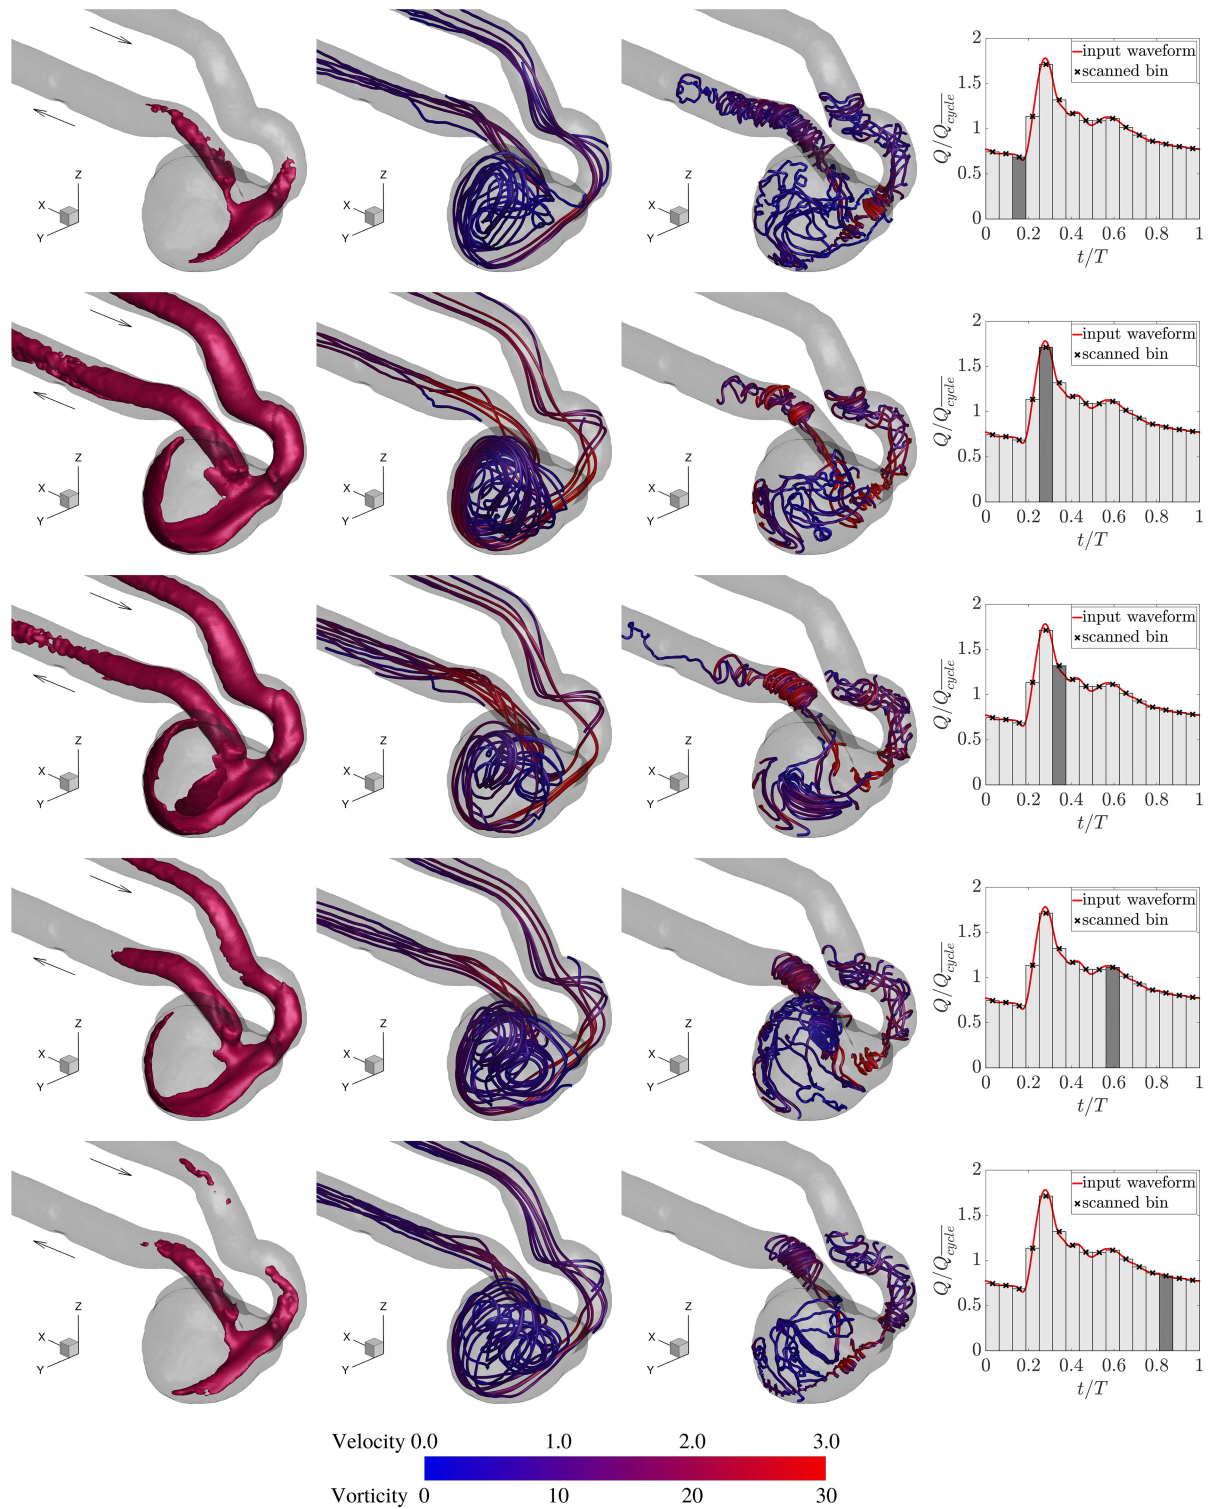 Z
X
Y
Z
X
Y
Z
X
Y
2
1.5
1
0.5
0
Q/Q̅c̅y̅c̅l̅e̅
input waveform
scanned bin
0 0.2 0.4 0.6 0.8 1
t/T
Z
X
Y
Z
X
Y
Z
X
Y
2
1.5
1
0.5
0
Q/Q̅c̅y̅c̅l̅e̅
input waveform
scanned bin
0 0.2 0.4 0.6 0.8 1
t/T
Z
X
Y
Z
X
Y
Z
X
Y
2
1.5
1
0.5
0
Q/Q̅c̅y̅c̅l̅e̅
input waveform
scanned bin
0 0.2 0.4 0.6 0.8 1
t/T
Z
X
Y
Z
X
Y
Z
X
Y
2
1.5
1
0.5
0
Q/Q̅c̅y̅c̅l̅e̅
input waveform
scanned bin
0 0.2 0.4 0.6 0.8 1
t/T
Z
X
Y
Z
X
Y
Z
X
Y
2
1.5
1
0.5
0
Q/Q̅c̅y̅c̅l̅e̅
input waveform
scanned bin
0 0.2 0.4 0.6 0.8 1
t/T
Velocity 0.0 1.0 2.0 3.0
Vorticity 0 10 20 30